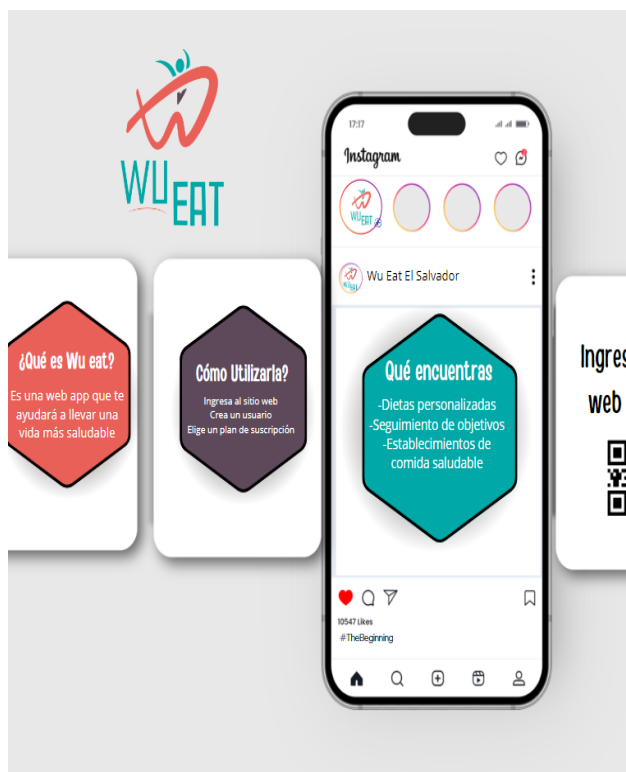 WU EAT
¿Qué es Wu eat?
Es una web app que te
ayudará a llevar una
vida más saludable
Cómo Utilizarla?
Ingresa al sitio web
Crea un usuario
Elige un plan de suscripción
17:17
Instagram
WU EAT
Wu Eat El Salvador
Qué encuentras
-Dietas personalizadas
-Seguimiento de objetivos
-Establecimientos de
comida saludable
10547 Likes
#TheBeginning
Ingres
web